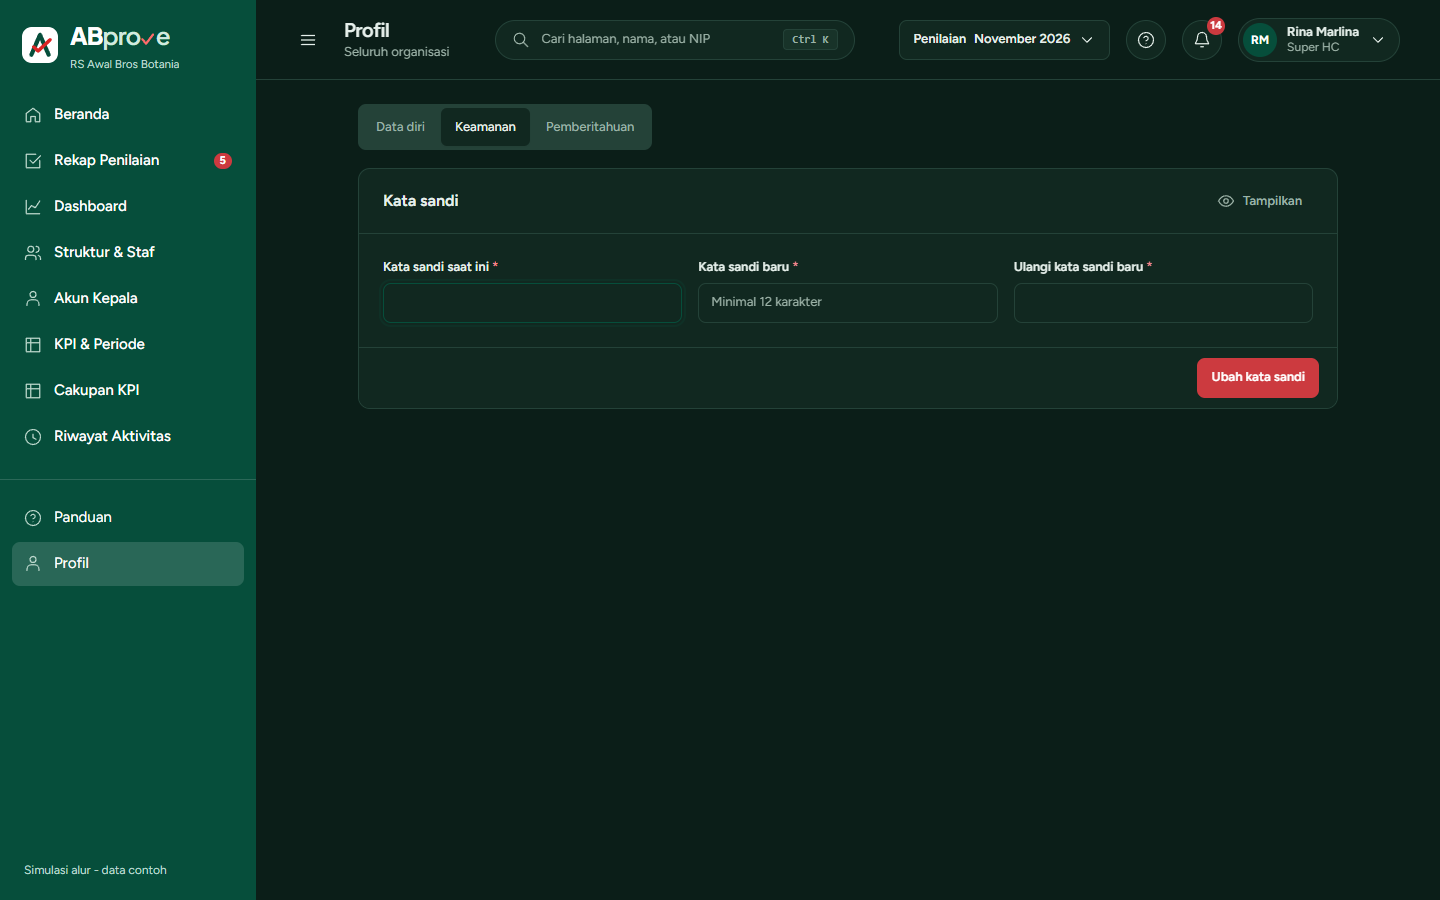 ABprove
RS Awal Bros Botania
Beranda
Rekap Penilaian 5
Dashboard
Struktur & Staf
Akun Kepala
KPI & Periode
Cakupan KPI
Riwayat Aktivitas
Panduan
Profil
Simulasi alur - data contoh
Profil
Seluruh organisasi
Cari halaman, nama, atau NIP Ctrl K
Penilaian November 2026
14
RM
Rina Marlina
Super HC
Data diri Keamanan Pemberitahuan
Kata sandi Tampilkan
Kata sandi saat ini * Kata sandi baru * Ulangi kata sandi baru *
Minimal 12 karakter
Ubah kata sandi